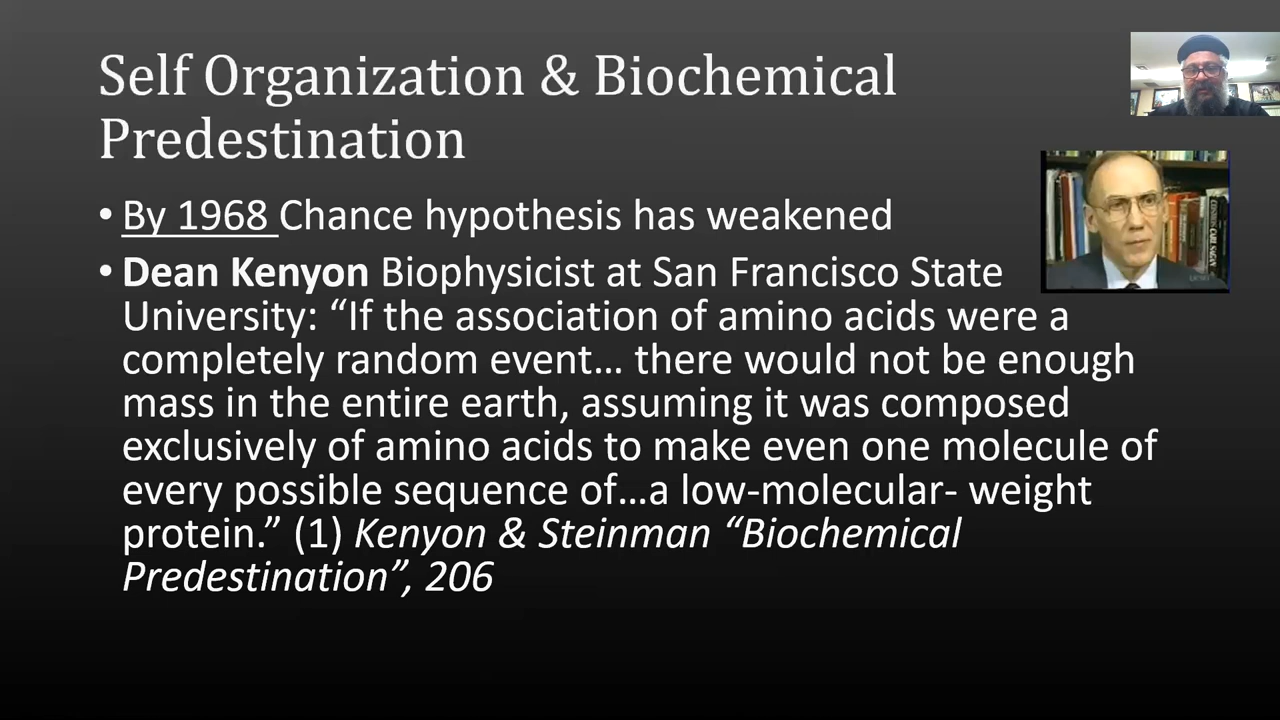 Self Organization & Biochemical
Predestination
• By 1968 Chance hypothesis has weakened
• Dean Kenyon Biophysicist at San Francisco State
University: “If the association of amino acids were a
completely random event… there would not be enough
mass in the entire earth, assuming it was composed
exclusively of amino acids to make even one molecule of
every possible sequence of…a low-molecular- weight
protein.” (1) Kenyon & Steinman “Biochemical
Predestination”, 206